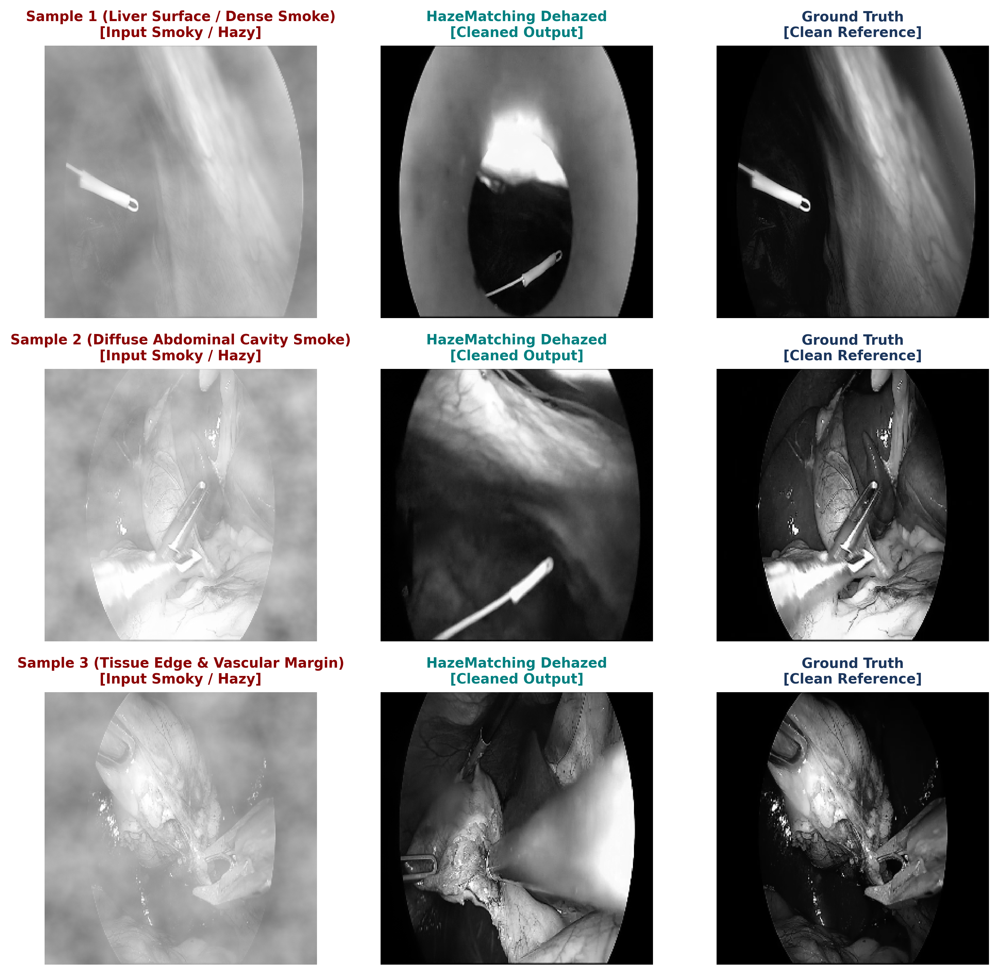 Sample 1 (Liver Surface / Dense Smoke)
[Input Smoky / Hazy]
HazeMatching Dehazed
[Cleaned Output]
Ground Truth
[Clean Reference]
Sample 2 (Diffuse Abdominal Cavity Smoke)
[Input Smoky / Hazy]
HazeMatching Dehazed
[Cleaned Output]
Ground Truth
[Clean Reference]
Sample 3 (Tissue Edge & Vascular Margin)
[Input Smoky / Hazy]
HazeMatching Dehazed
[Cleaned Output]
Ground Truth
[Clean Reference]